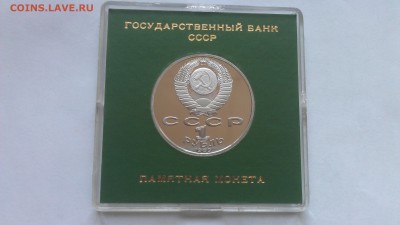 coins.lave.ru
ГОСУДАРСТВЕННЫЙ БАНК
СССР
СССР
1
РУБЛЬ
ПАМЯТНАЯ МОНЕТА